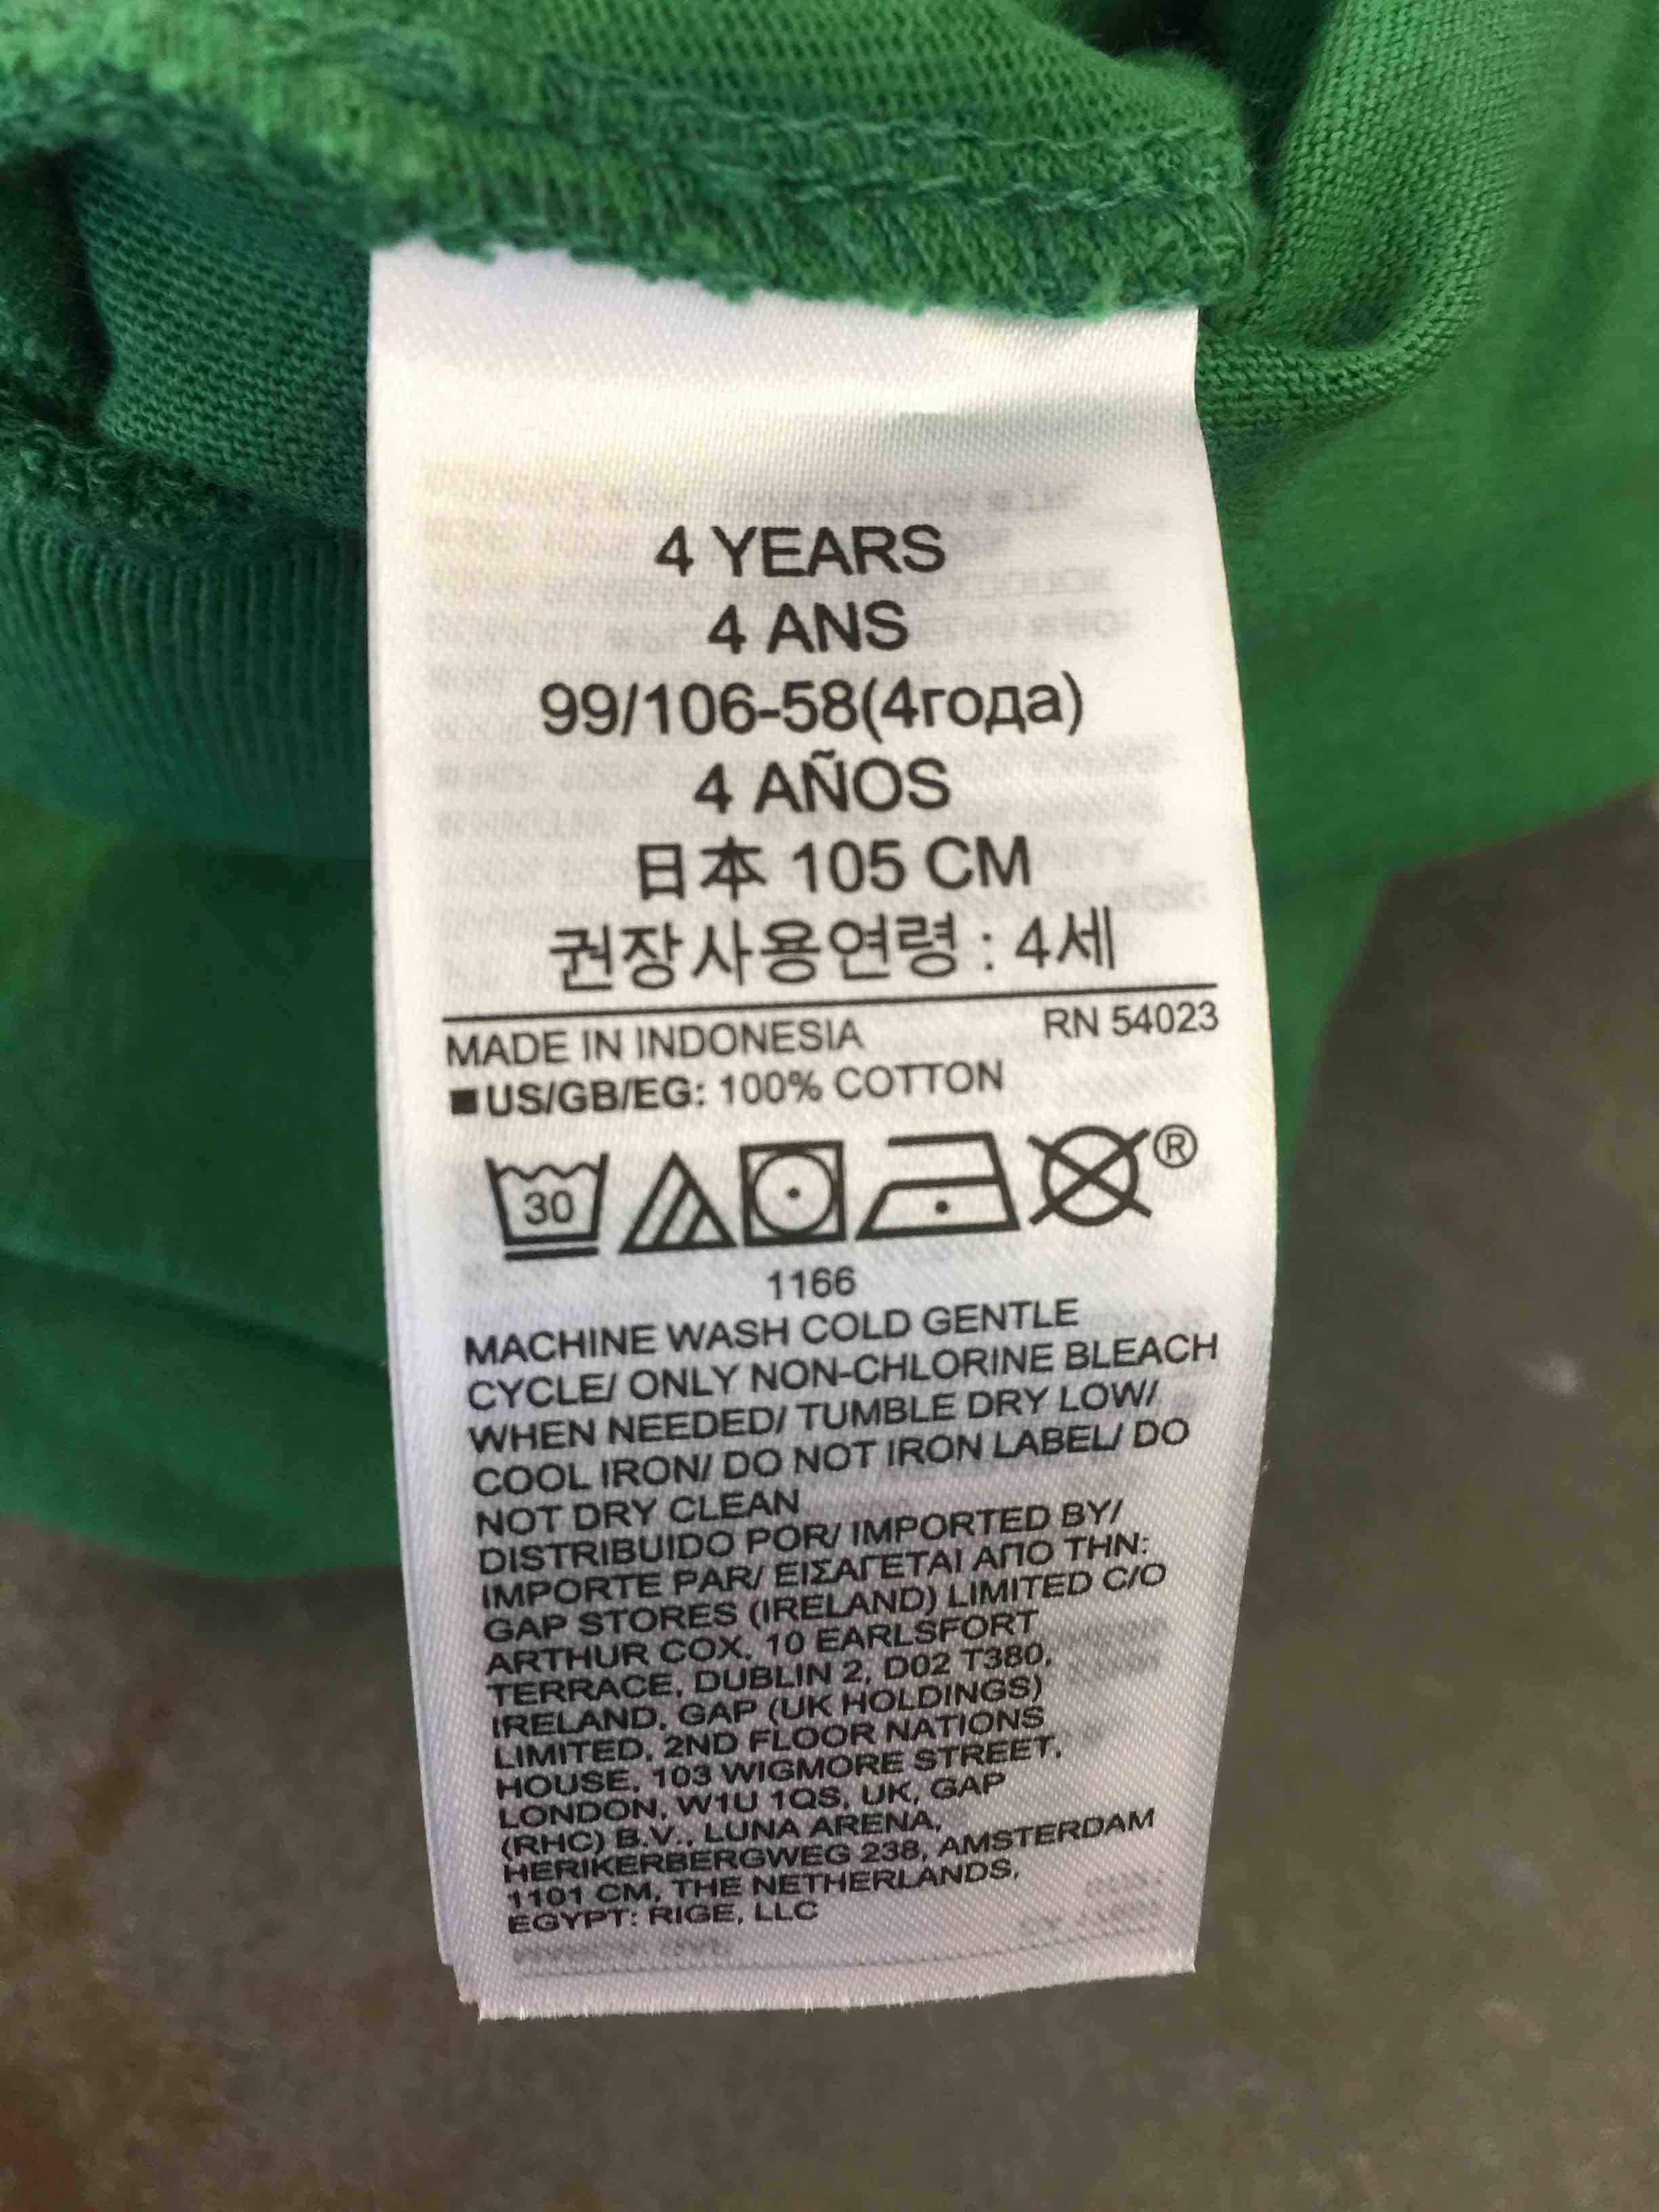 4 YEARS
4 ANS
99/106-58(4года)
4 AÑOS
日本 105 CM
권장사용연령 : 4세
MADE IN INDONESIA RN 54023
■US/GB/EG: 100% COTTON
30 ®
1166
MACHINE WASH COLD GENTLE
CYCLE/ ONLY NON-CHLORINE BLEACH
WHEN NEEDED/ TUMBLE DRY LOW/
COOL IRON/ DO NOT IRON LABEL/ DO
NOT DRY CLEAN
DISTRIBUIDO POR/ IMPORTED BY/
IMPORTE PAR/ ΕΙΣΑΓΕΤΑΙ ΑΠΟ ΤΗΝ:
GAP STORES (IRELAND) LIMITED C/O
ARTHUR COX, 10 EARLSFORT
TERRACE, DUBLIN 2, D02 T380,
IRELAND, GAP (UK HOLDINGS)
LIMITED, 2ND FLOOR NATIONS
HOUSE, 103 WIGMORE STREET,
LONDON, W1U 1QS, UK, GAP
(RHC) B.V., LUNA ARENA,
HERIKERBERGWEG 238, AMSTERDAM
1101 CM, THE NETHERLANDS,
EGYPT: RIGE, LLC